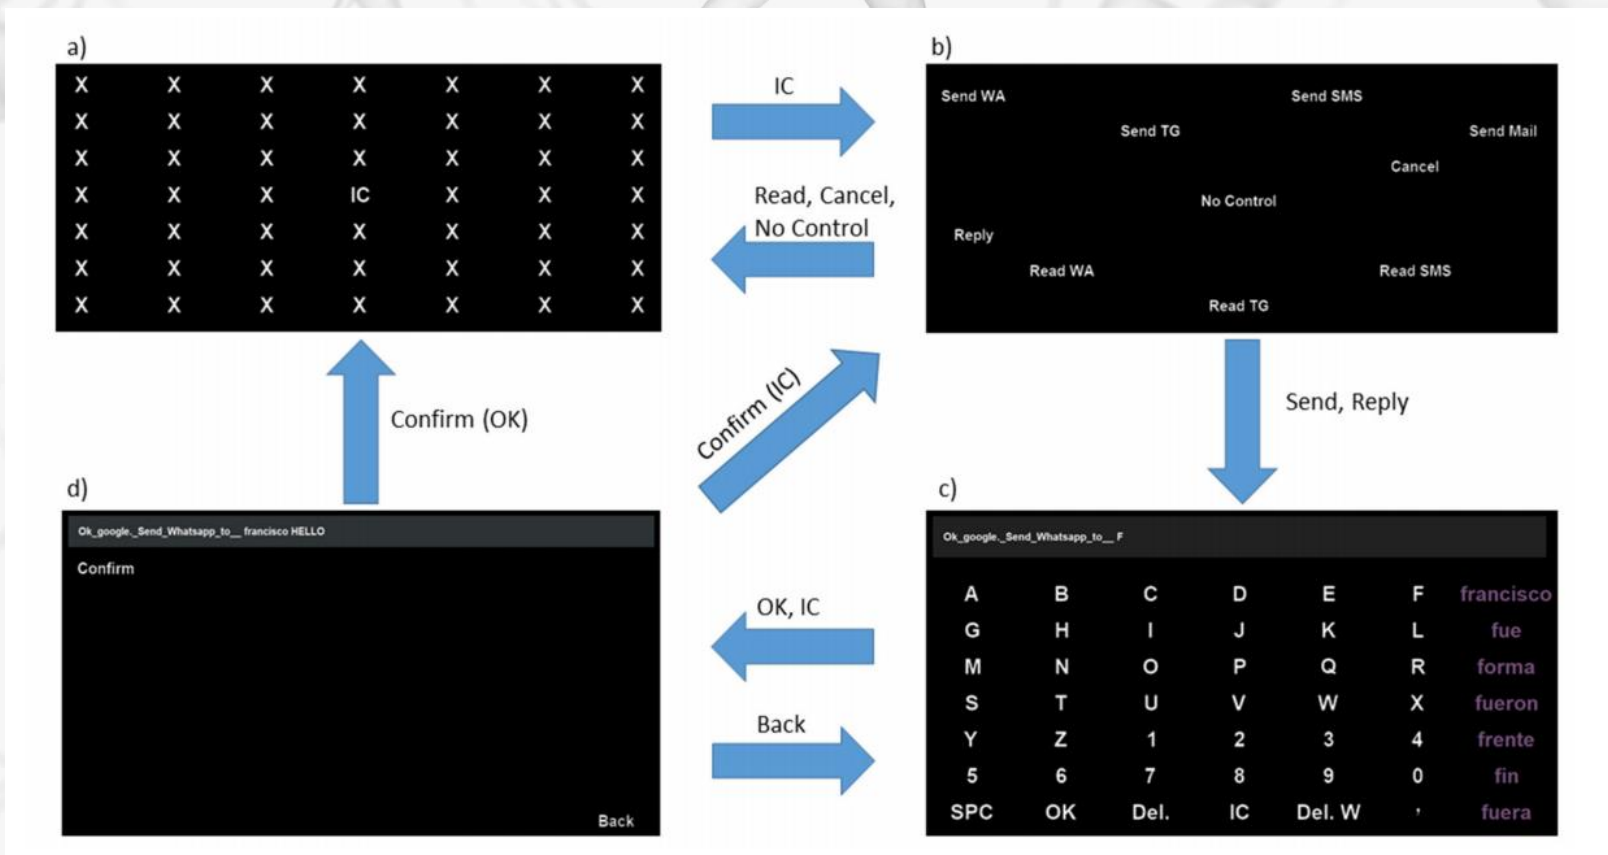 a)
X X X X X X X
X X X X X X X
X X X X X X X
X X X IC X X X
X X X X X X X
X X X X X X X
X X X X X X X
IC
Read, Cancel,
No Control
b)
Send WA Send SMS
Send TG Send Mail
Cancel
No Control
Reply
Read WA Read SMS
Read TG
Confirm (OK)
Confirm (IC)
Send, Reply
d)
Ok_google._Send_Whatsapp_to__ francisco HELLO
Confirm
Back
OK, IC
Back
c)
Ok_google._Send_Whatsapp_to__ F
A B C D E F francisco
G H I J K L fue
M N O P Q R forma
S T U V W X fueron
Y Z 1 2 3 4 frente
5 6 7 8 9 0 fin
SPC OK Del. IC Del. W , fuera